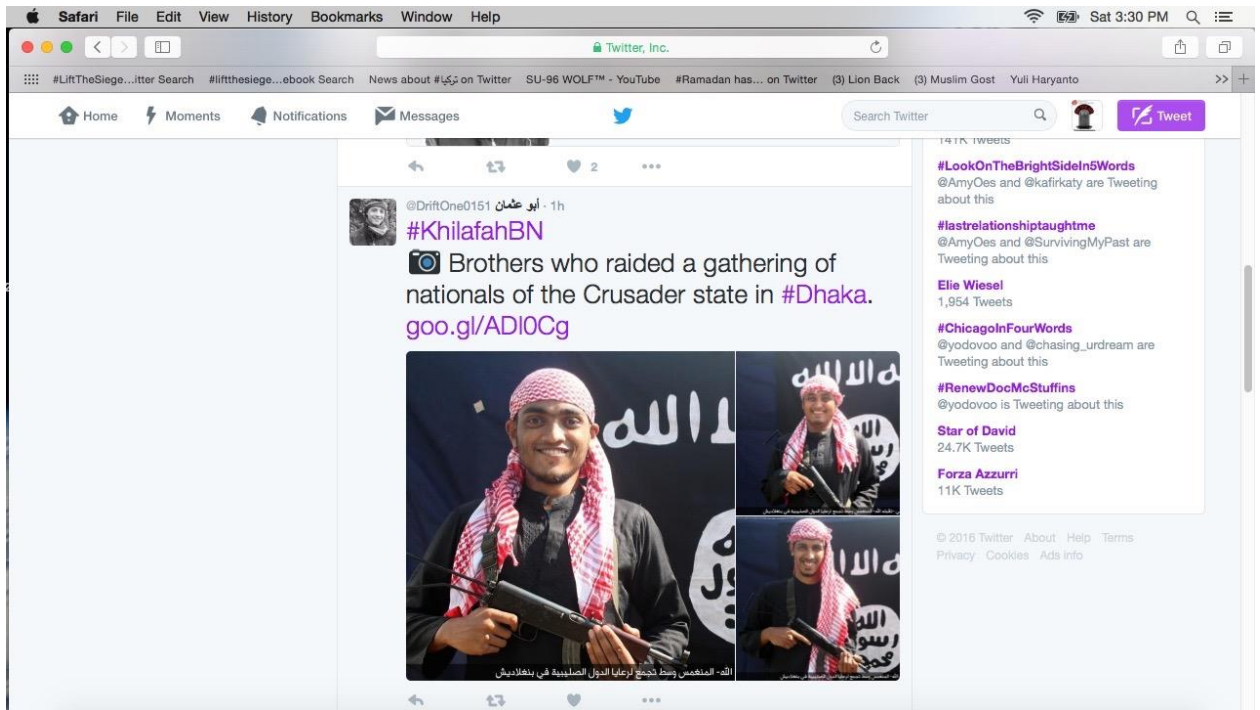 Safari File Edit View History Bookmarks Window Help
Sat 3:30 PM
Twitter, Inc.
#LiftTheSiege…itter Search #liftthesiege…ebook Search News about #تركيا on Twitter SU-96 WOLF™ - YouTube #Ramadan has... on Twitter (3) Lion Back (3) Muslim Gost Yuli Haryanto >> +
Home Moments Notifications Messages
Search Twitter
Tweet
2
@DriftOne0151 أبو عثمان · 1h
#KhilafahBN
Brothers who raided a gathering of
nationals of the Crusader state in #Dhaka.
goo.gl/ADl0Cg
الله
رسول
محمد
الله- المنغمس وسط تجمع لرعايا الدول الصليبية في بنغلاديش
141K Tweets
#LookOnTheBrightSideIn5Words
@AmyOes and @kafirkaty are Tweeting
about this
#lastrelationshiptaughtme
@AmyOes and @SurvivingMyPast are
Tweeting about this
Elie Wiesel
1,954 Tweets
#ChicagoInFourWords
@yodovoo and @chasing_urdream are
Tweeting about this
#RenewDocMcStuffins
@yodovoo is Tweeting about this
Star of David
24.7K Tweets
Forza Azzurri
11K Tweets
© 2016 Twitter About Help Terms
Privacy Cookies Ads info